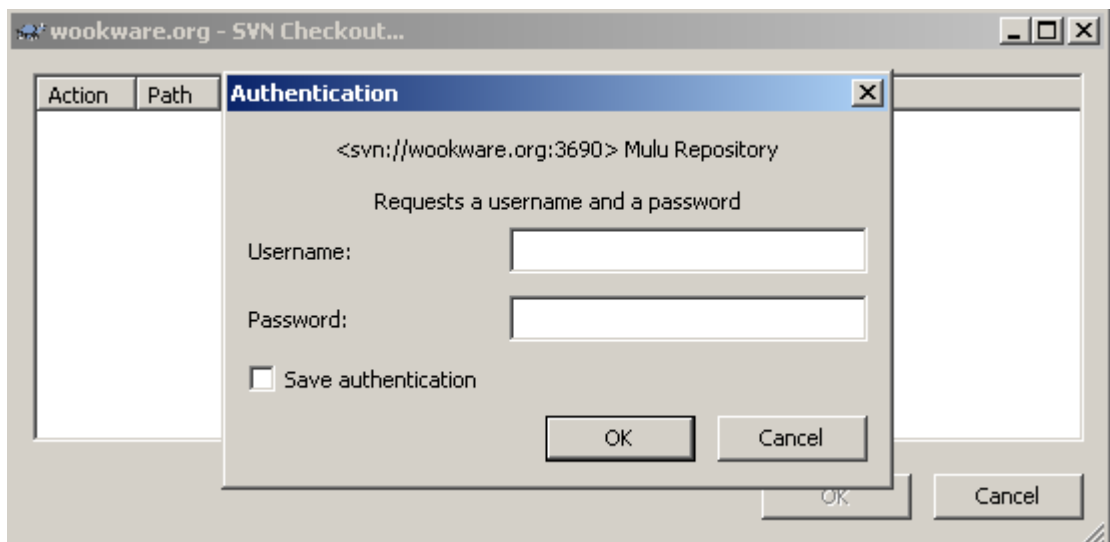 wookware.org - SVN Checkout...
Action Path
Authentication
<svn://wookware.org:3690> Mulu Repository
Requests a username and a password
Username:
Password:
Save authentication
OK Cancel
OK Cancel